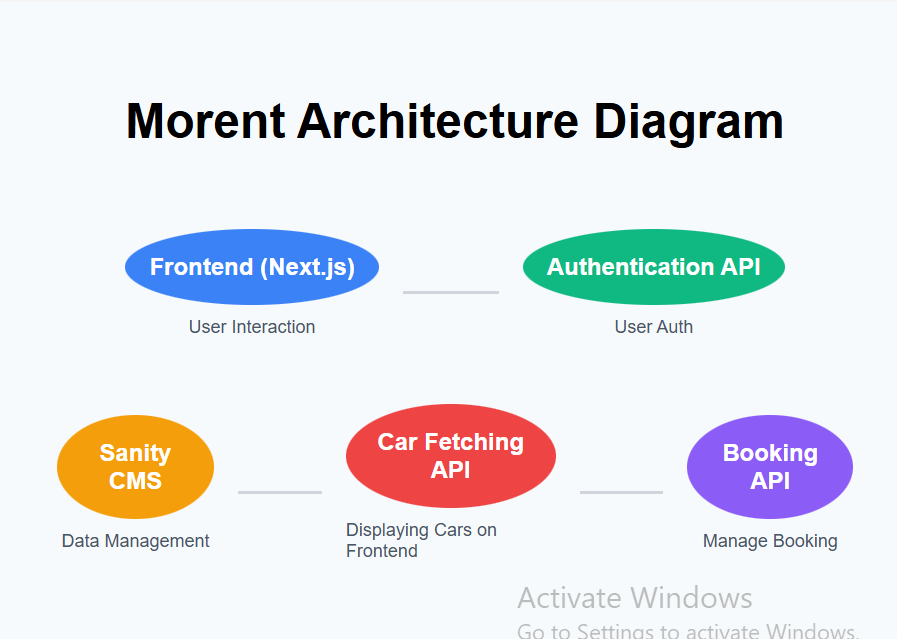 Morent Architecture Diagram
Frontend (Next.js)
Authentication API
User Interaction
User Auth
Sanity
CMS
Car Fetching
API
Booking
API
Data Management
Displaying Cars on
Frontend
Manage Booking
Activate Windows
Go to Settings to activate Windows.